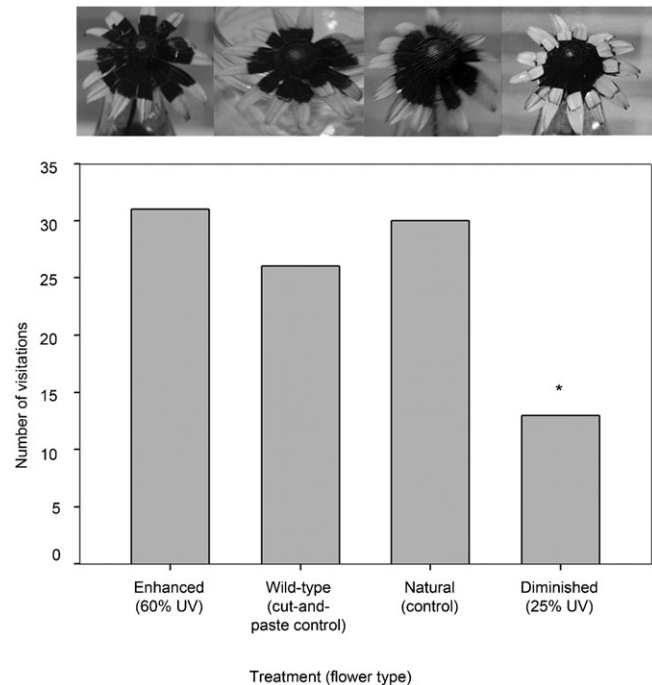 35
30
25
20
15
10
5
0
Number of visitations
*
Enhanced
(60% UV)
Wild-type
(cut-and-
paste control)
Natural
(control)
Diminished
(25% UV)
Treatment (flower type)